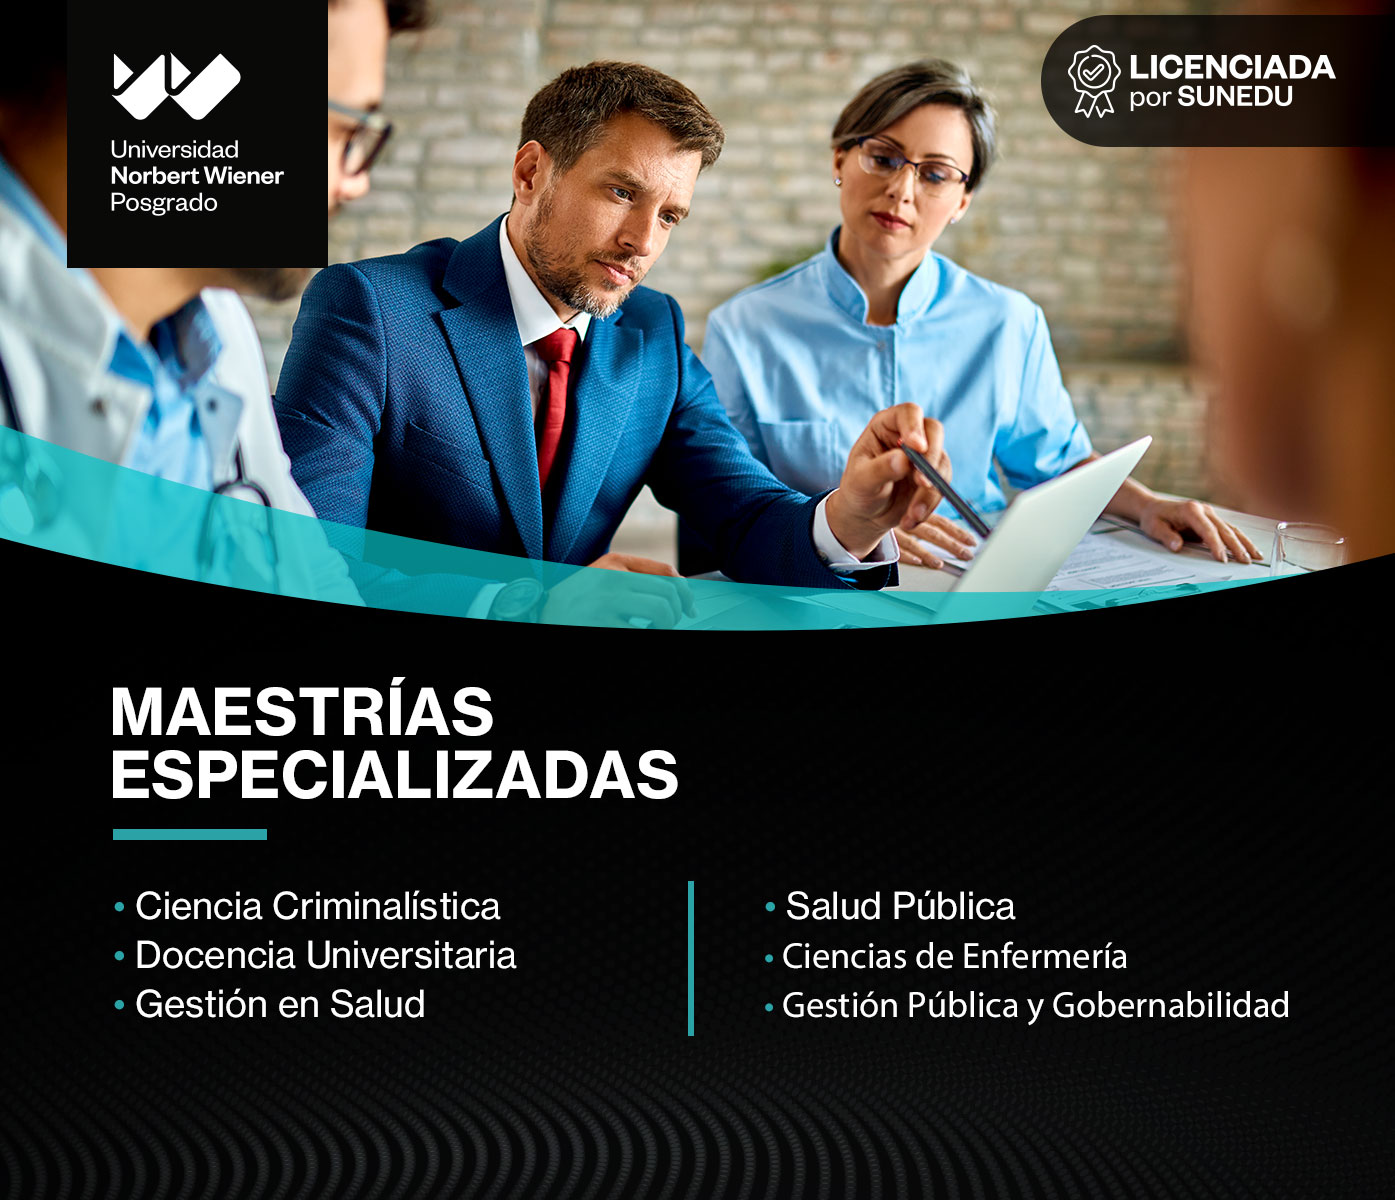 Universidad
Norbert Wiener
Posgrado
LICENCIADA
por SUNEDU
MAESTRÍAS
ESPECIALIZADAS
• Ciencia Criminalística
• Docencia Universitaria
• Gestión en Salud
• Salud Pública
• Ciencias de Enfermería
• Gestión Pública y Gobernabilidad